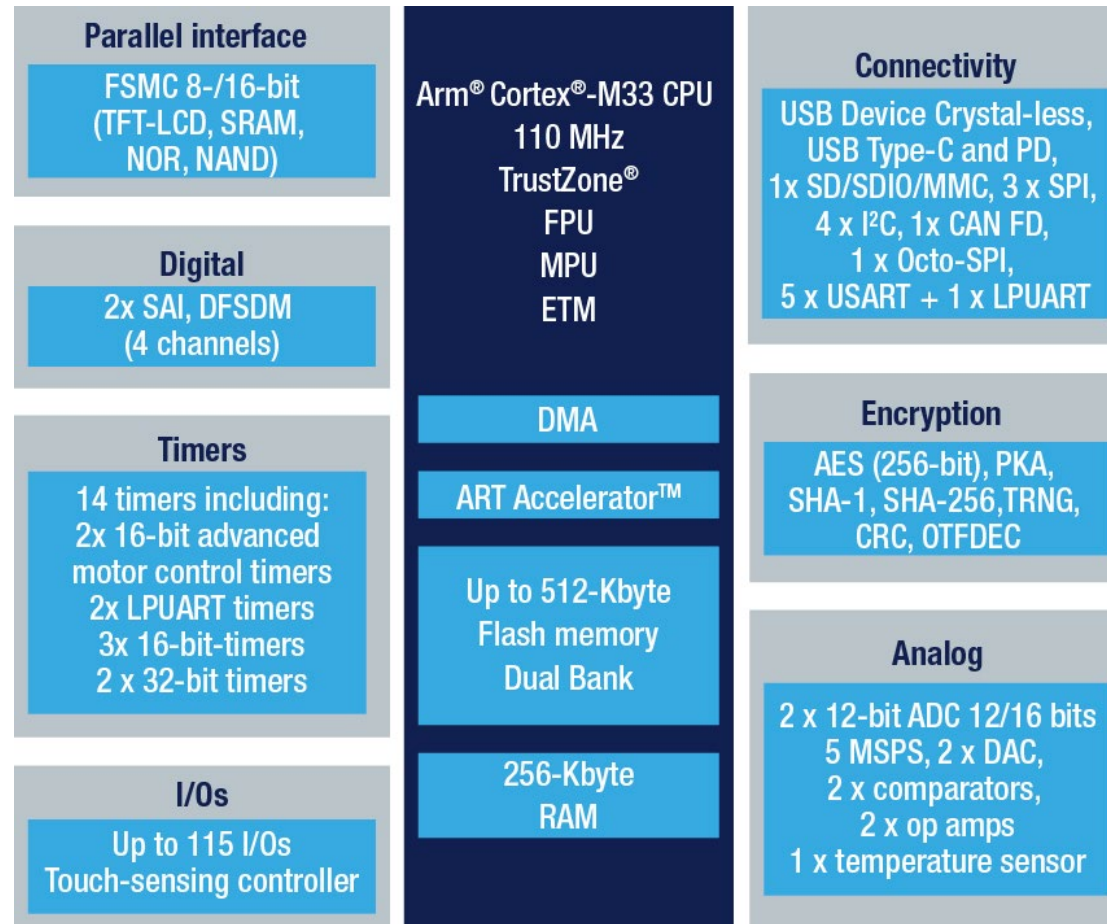 Parallel interface
FSMC 8-/16-bit
(TFT-LCD, SRAM,
NOR, NAND)
Digital
2x SAI, DFSDM
(4 channels)
Timers
14 timers including:
2x 16-bit advanced
motor control timers
2x LPUART timers
3x 16-bit-timers
2 x 32-bit timers
I/Os
Up to 115 I/Os
Touch-sensing controller
Arm® Cortex®-M33 CPU
110 MHz
TrustZone®
FPU
MPU
ETM
DMA
ART Accelerator™
Up to 512-Kbyte
Flash memory
Dual Bank
256-Kbyte
RAM
Connectivity
USB Device Crystal-less,
USB Type-C and PD,
1x SD/SDIO/MMC, 3 x SPI,
4 x I²C, 1x CAN FD,
1 x Octo-SPI,
5 x USART + 1 x LPUART
Encryption
AES (256-bit), PKA,
SHA-1, SHA-256,TRNG,
CRC, OTFDEC
Analog
2 x 12-bit ADC 12/16 bits
5 MSPS, 2 x DAC,
2 x comparators,
2 x op amps
1 x temperature sensor